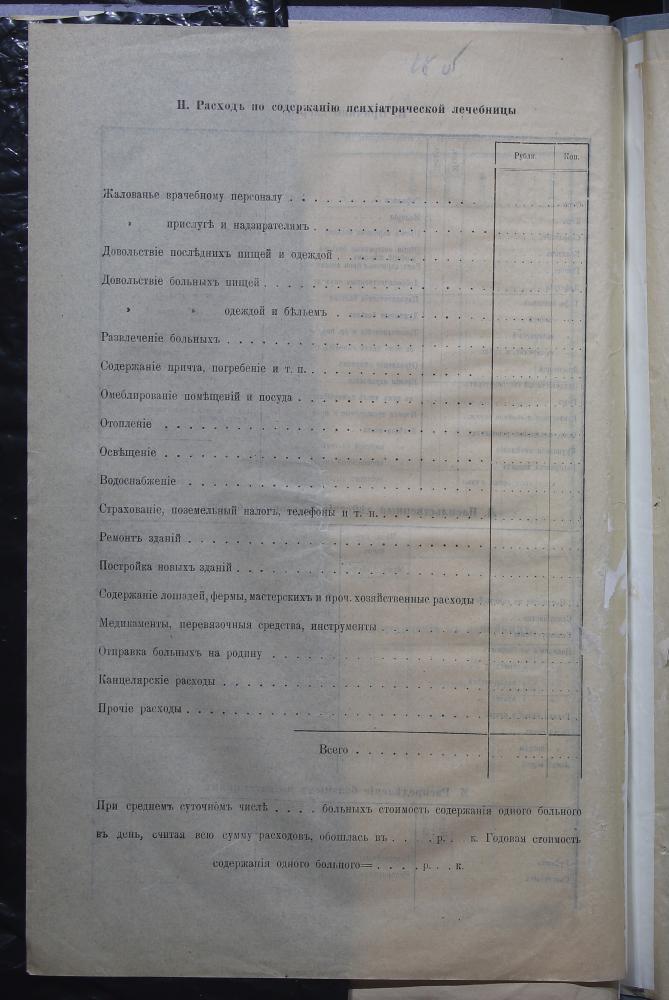 II. Расходъ по содержанію психіатрической лечебницы
Рубли. Коп.
Жалованье врачебному персоналу . . . . . . . . . . . . . . .
» прислугѣ и надзирателямъ . . . . . . . . . . . . .
Довольствіе послѣднихъ пищей и одеждой . . . . . . . . . . .
Довольствіе больныхъ пищей . . . . . . . . . . . . . . . . .
» » одеждой и бѣльемъ . . . . . . . . . . .
Развлеченіе больныхъ . . . . . . . . . . . . . . . . . . . .
Содержаніе причта, погребеніе и т. п. . . . . . . . . . . . .
Омеблированіе помѣщеній и посуда . . . . . . . . . . . . . .
Отопленіе . . . . . . . . . . . . . . . . . . . . . . . . .
Освѣщеніе . . . . . . . . . . . . . . . . . . . . . . . . .
Водоснабженіе . . . . . . . . . . . . . . . . . . . . . . .
Страхованіе, поземельный налогъ, телефоны и т. п. . . . . . . .
Ремонтъ зданій . . . . . . . . . . . . . . . . . . . . . . .
Постройка новыхъ зданій . . . . . . . . . . . . . . . . . . .
Содержаніе лошадей, фермы, мастерскихъ и проч. хозяйственные расходы
Медикаменты, перевязочныя средства, инструменты . . . . . . . .
Отправка больныхъ на родину . . . . . . . . . . . . . . . . .
Канцелярскіе расходы . . . . . . . . . . . . . . . . . . . .
Прочіе расходы . . . . . . . . . . . . . . . . . . . . . . .
Всего . . . . . . . . . .
При среднемъ суточномъ числѣ . . . . больныхъ стоимость содержанія одного больного
въ день, считая всю сумму расходовъ, обошлась въ . . . . р. . к. Годовая стоимость
содержанія одного больного= . . . . р. . . к.